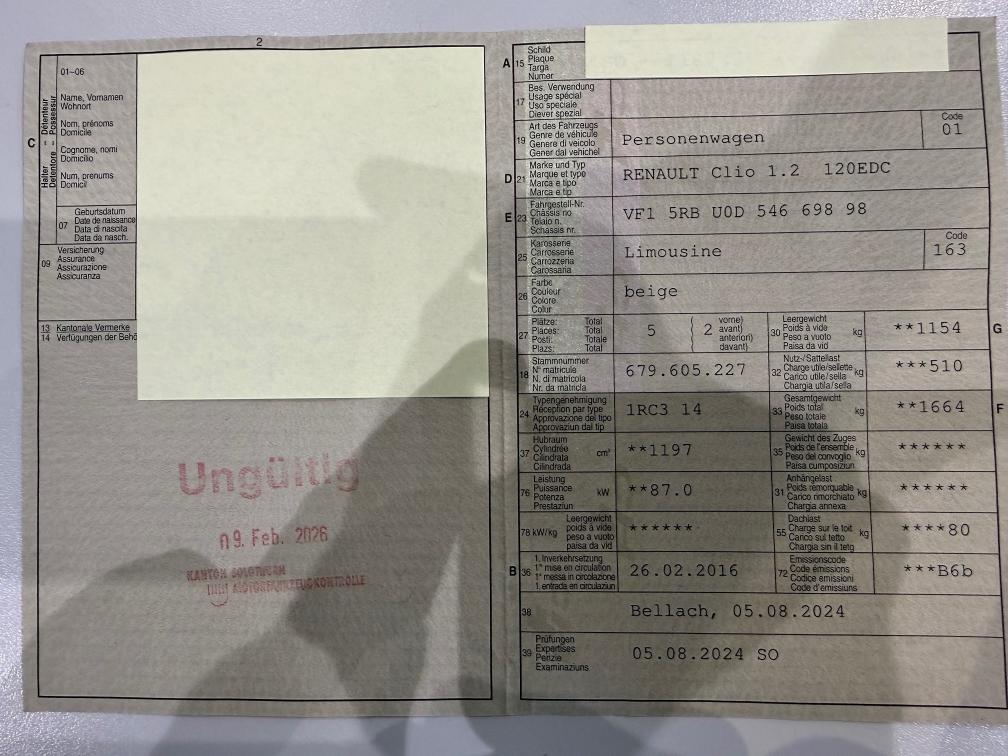 2
01-06
Name, Vornamen
Wohnort
Nom, prénoms
Domicile
Cognome, nomi
Domicilio
Num, prenums
Domicil
C
Halter
Détenteur
Detentore
Possessur
07
Geburtsdatum
Date de naissance
Data di nascita
Data da nasch.
09
Versicherung
Assurance
Assicurazione
Assicuranza
13 Kantonale Vermerke
14 Verfügungen der Behö
Ungültig
09. Feb. 2026
KANTON SOLOTHURN
MOTORFAHRZEUGKONTROLLE
A 15
Schild
Plaque
Targa
Numer
17
Bes. Verwendung
Usage spécial
Uso speciale
Diever spezial
19
Art des Fahrzeugs
Genre de véhicule
Genere di veicolo
Gener dal vehichel
Personenwagen
Code
01
D 21
Marke und Typ
Marque et type
Marca e tipo
Marca e tip
RENAULT Clio 1.2 120EDC
E 23
Fahrgestell-Nr.
Châssis no
Telaio n.
Schassis nr.
VF1 5RB U0D 546 698 98
25
Karosserie
Carrosserie
Carrozzeria
Carossaria
Limousine
Code
163
26
Farbe
Couleur
Colore
Colur
beige
27
Plätze: Total
Places: Total
Posti: Totale
Plazs: Total
5
( 2
vorne)
avant)
anteriori)
davant)
30
Leergewicht
Poids à vide
Peso a vuoto
Paisa da vid
kg
**1154
G
18
Stammnummer
N° matricule
N. di matricola
Nr. da matricla
679.605.227
32
Nutz-/Sattellast
Charge utile/sellette
Carico utile/sella
Chargia utila/sella
kg
***510
24
Typengenehmigung
Réception par type
Approvazione del tipo
Approvaziun dal tip
1RC3 14
33
Gesamtgewicht
Poids total
Peso totale
Paisa totala
kg
**1664
F
37
Hubraum
Cylindrée
Cilindrata
Cilindrada
cm³
**1197
35
Gewicht des Zuges
Poids de l'ensemble
Peso del convoglio
Paisa cumposiziun
kg
******
76
Leistung
Puissance
Potenza
Prestaziun
kW
**87.0
31
Anhängelast
Poids remorquable
Carico rimorchiato
Chargia annexa
kg
******
78 kW/kg
Leergewicht
poids à vide
peso a vuoto
paisa da vid
******
55
Dachlast
Charge sur le toit
Carico sul tetto
Chargia sin il tetg
kg
****80
B 36
1. Inverkehrsetzung
1re mise en circulation
1a messa in circolazione
1. entrada en circulaziun
26.02.2016
72
Emissionscode
Code émissions
Codice emissioni
Code d'emissiuns
***B6b
38
Bellach, 05.08.2024
39
Prüfungen
Expertises
Perizie
Examinaziuns
05.08.2024 SO